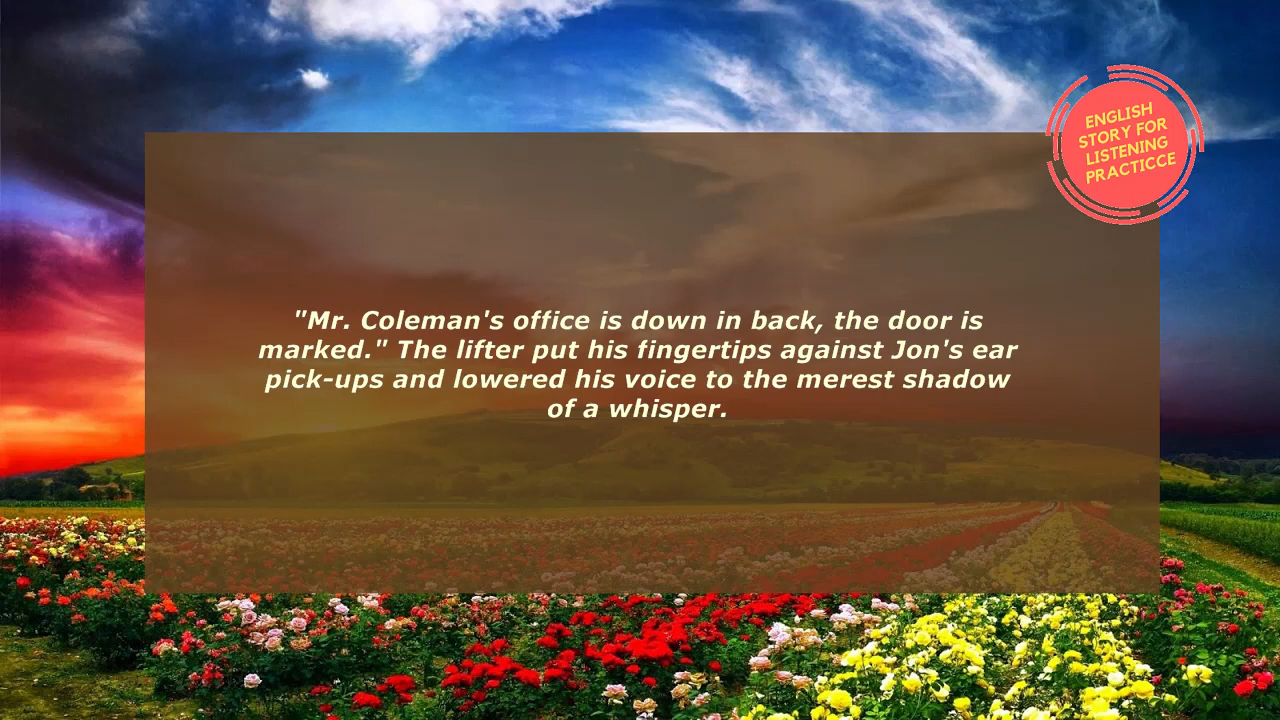 ENGLISH
STORY FOR
LISTENING
PRACTICCE
"Mr. Coleman's office is down in back, the door is
marked." The lifter put his fingertips against Jon's ear
pick-ups and lowered his voice to the merest shadow
of a whisper.